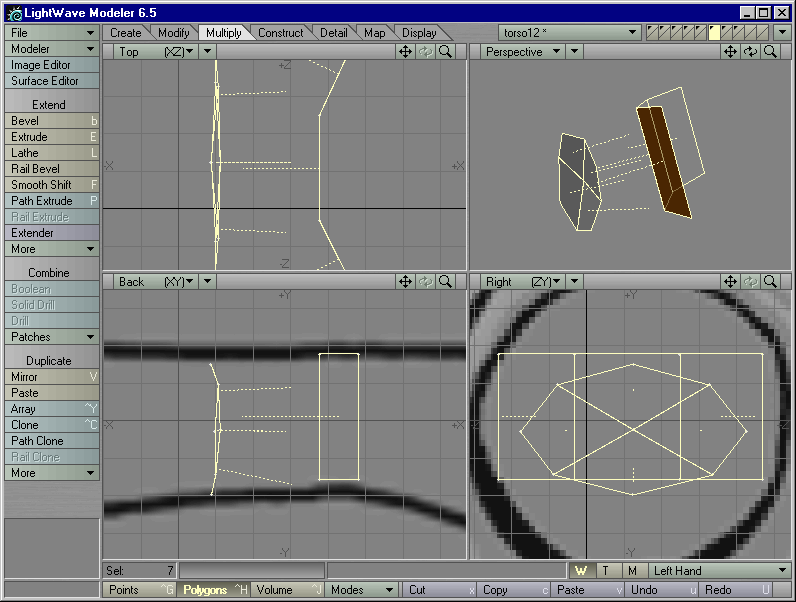 LightWave Modeler 6.5
File
Create Modify Multiply Construct Detail Map Display
torso12 *
Modeler
Image Editor
Surface Editor
Extend
Bevel b
Extrude E
Lathe L
Rail Bevel
Smooth Shift F
Path Extrude P
Rail Extrude
Extender
More
Combine
Boolean
Solid Drill
Drill
Patches
Duplicate
Mirror V
Paste
Array ^Y
Clone ^C
Path Clone
Rail Clone
More
Top (XZ)
+Z
-X
+X
-Z
Perspective
Back (XY)
+Y
-X
+X
-Y
Right (ZY)
+Y
-Z
+Z
-Y
Sel: 7
W T M Left Hand
Points ^G Polygons ^H Volume ^J Modes Cut x Copy c Paste v Undo u Redo U